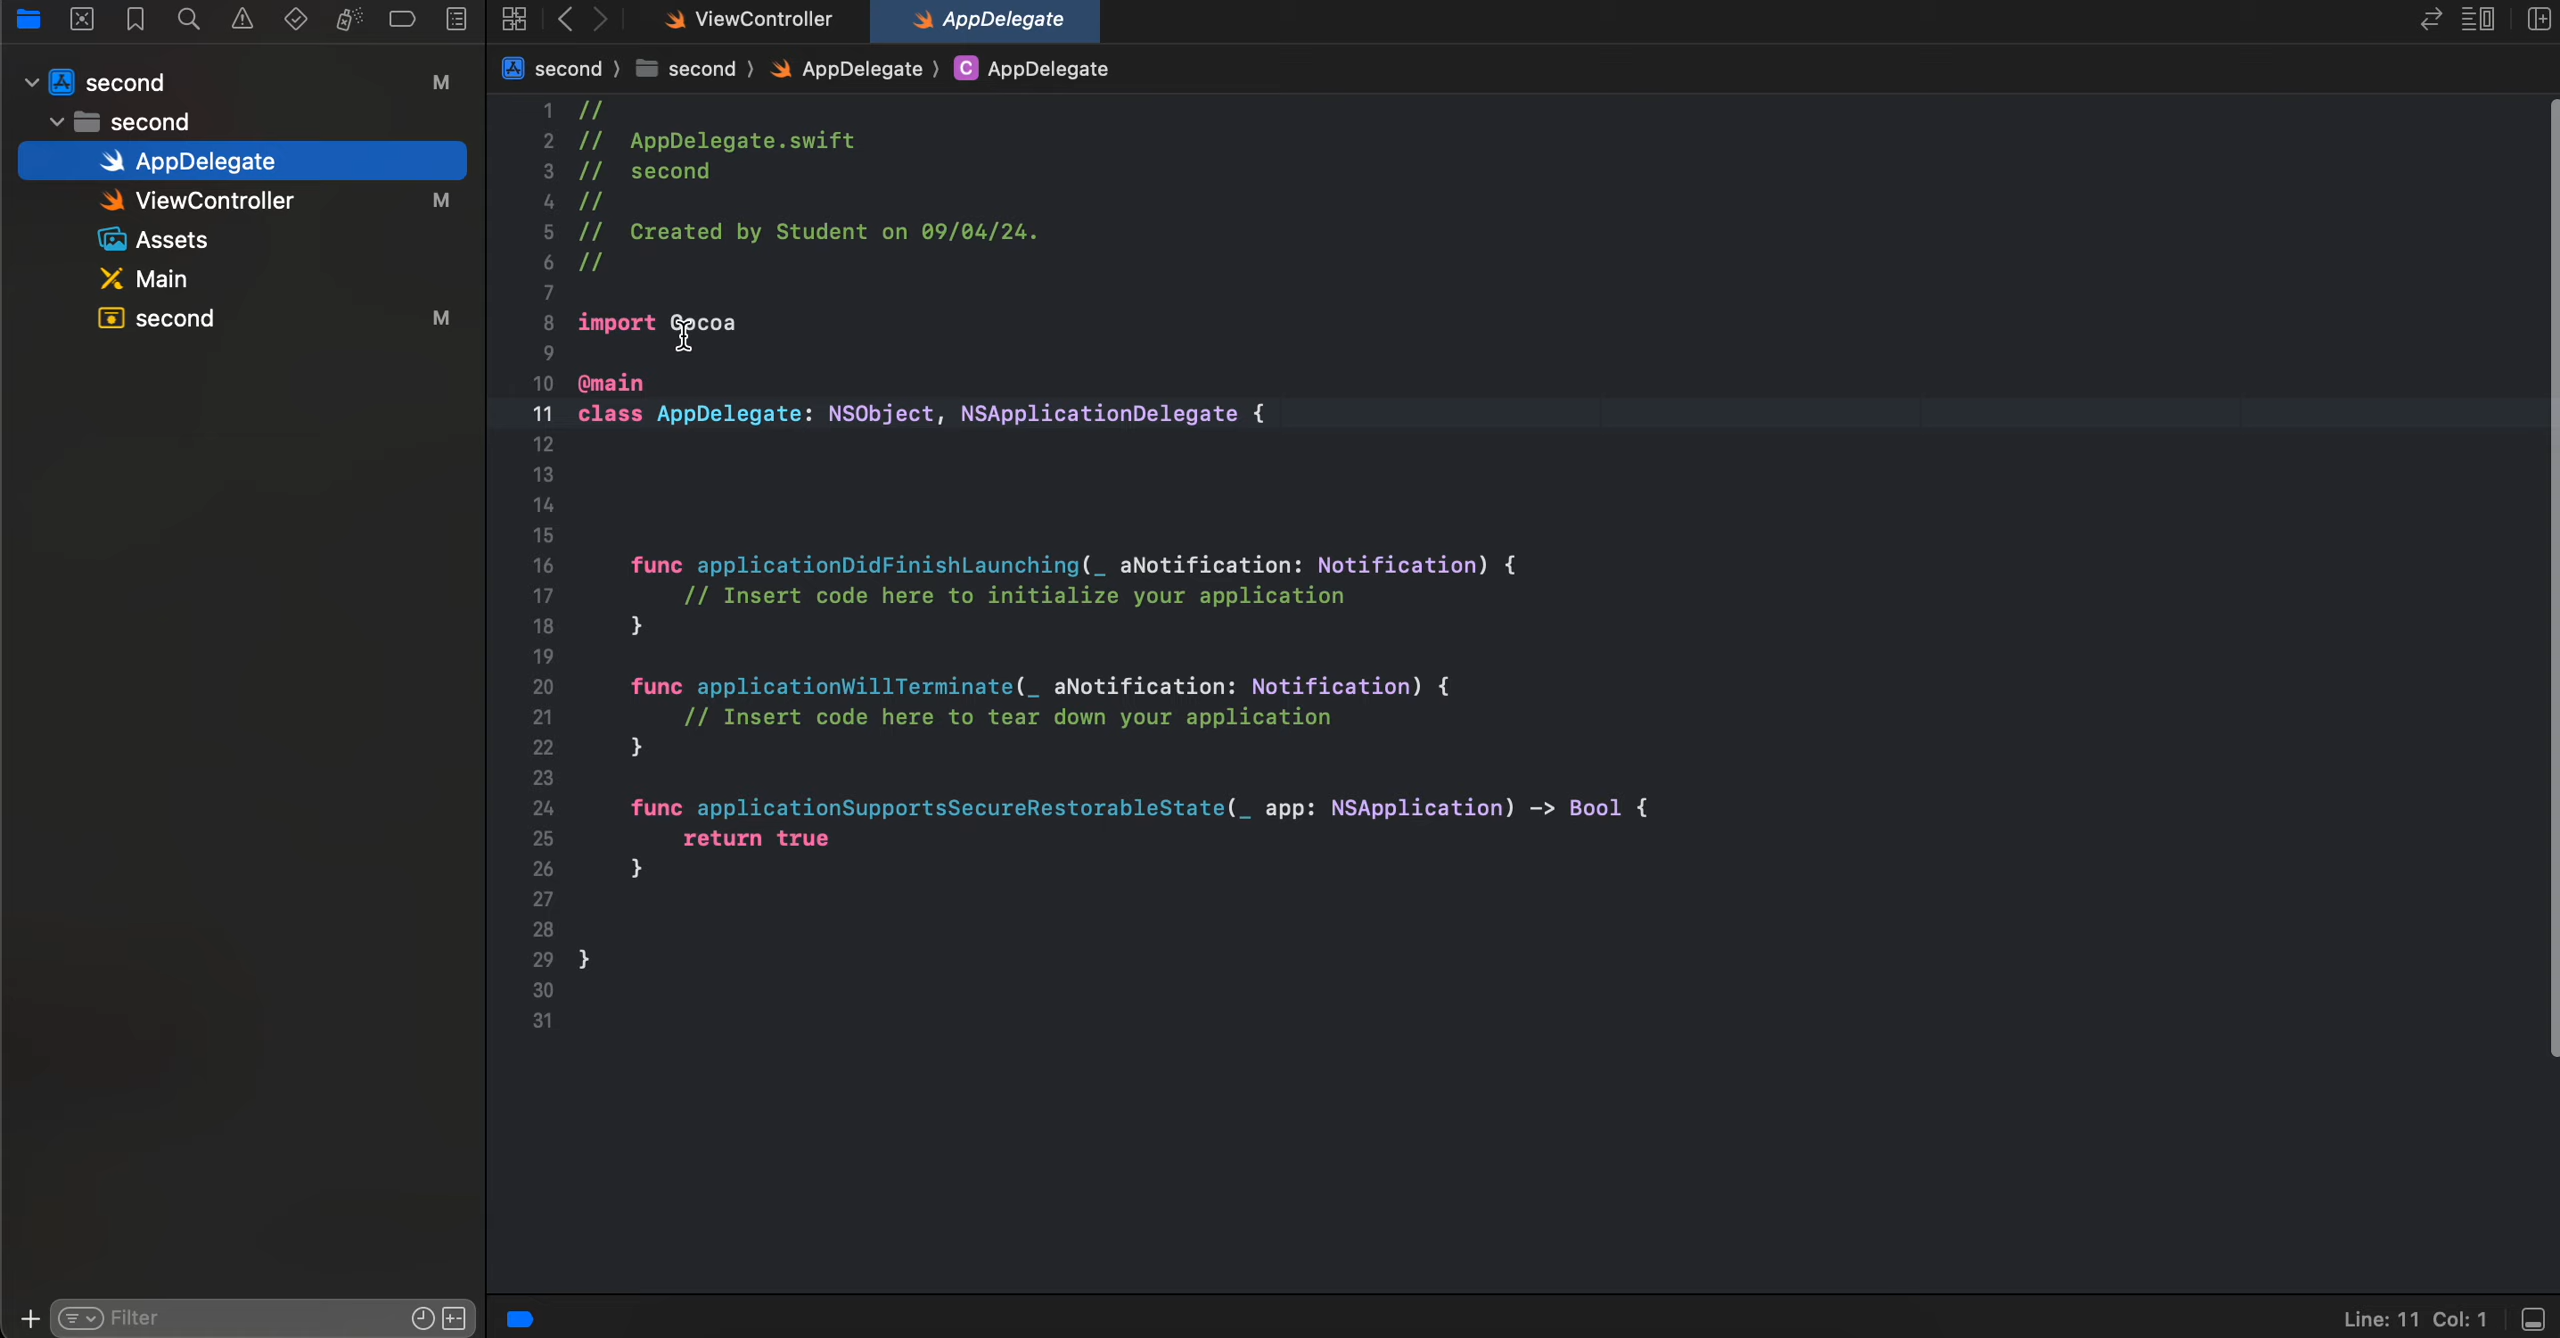 ViewController
AppDelegate
second M
second
AppDelegate
ViewController M
Assets
Main
second M
Filter
second 〉 second 〉 AppDelegate 〉 C AppDelegate
1 //
2 //  AppDelegate.swift
3 //  second
4 //
5 //  Created by Student on 09/04/24.
6 //
7
8 import Cocoa
9
10 @main
11 class AppDelegate: NSObject, NSApplicationDelegate {
12
13
14
15
16     func applicationDidFinishLaunching(_ aNotification: Notification) {
17         // Insert code here to initialize your application
18     }
19
20     func applicationWillTerminate(_ aNotification: Notification) {
21         // Insert code here to tear down your application
22     }
23
24     func applicationSupportsSecureRestorableState(_ app: NSApplication) -> Bool {
25         return true
26     }
27
28
29 }
30
31
Line: 11 Col: 1